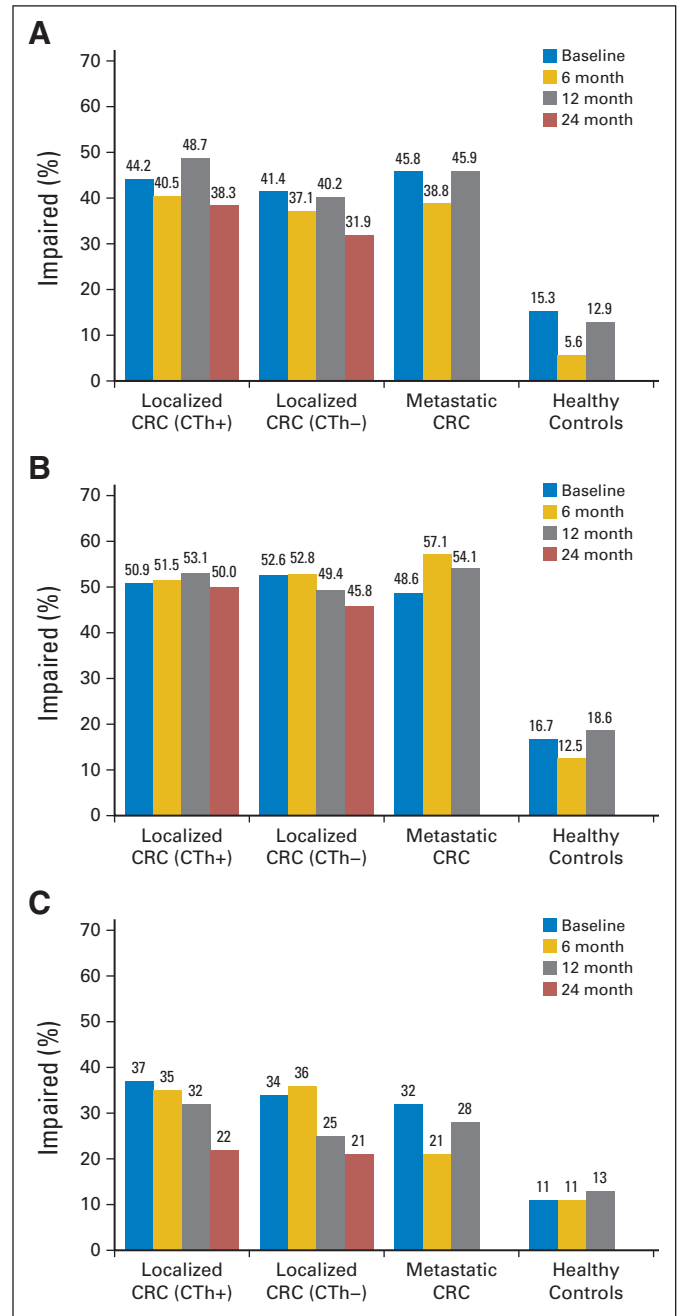 A
Impaired (%)
70
60
50
40
30
20
10
0
Baseline
6 month
12 month
24 month
44.2
40.5
48.7
38.3
41.4
37.1
40.2
31.9
45.8
38.8
45.9
15.3
5.6
12.9
Localized
CRC (CTh+)
Localized
CRC (CTh−)
Metastatic
CRC
Healthy
Controls
B
Impaired (%)
70
60
50
40
30
20
10
0
Baseline
6 month
12 month
24 month
50.9
51.5
53.1
50.0
52.6
52.8
49.4
45.8
48.6
57.1
54.1
16.7
12.5
18.6
Localized
CRC (CTh+)
Localized
CRC (CTh−)
Metastatic
CRC
Healthy
Controls
C
Impaired (%)
70
60
50
40
30
20
10
0
Baseline
6 month
12 month
24 month
37
35
32
22
34
36
25
21
32
21
28
11
11
13
Localized
CRC (CTh+)
Localized
CRC (CTh−)
Metastatic
CRC
Healthy
Controls